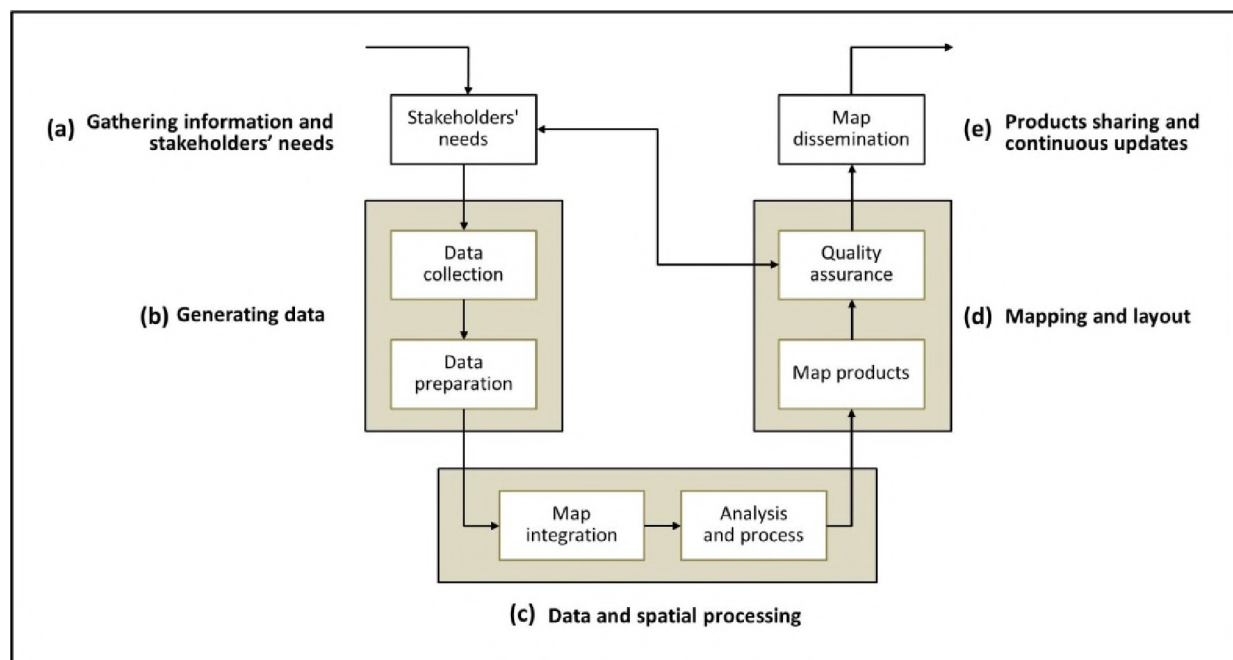 (a) Gathering information and
stakeholders’ needs
Stakeholders'
needs
Map
dissemination
(e) Products sharing and
continuous updates
(b) Generating data
Data
collection
Data
preparation
Quality
assurance
Map products
(d) Mapping and layout
Map
integration
Analysis
and process
(c) Data and spatial processing